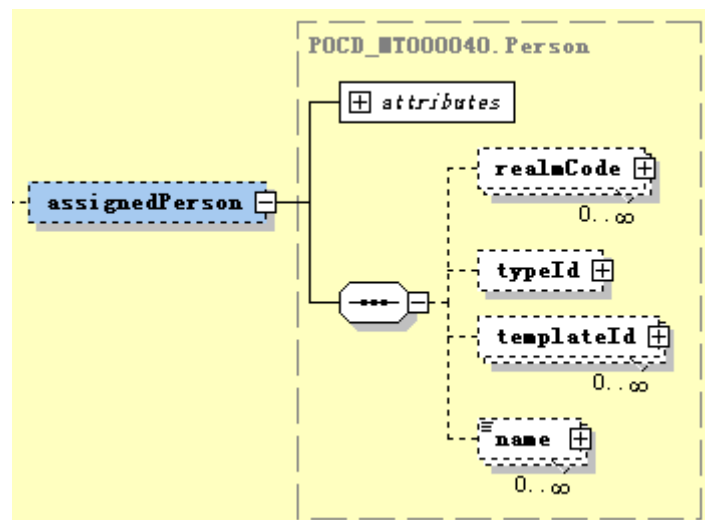 POCD_MT000040.Person
attributes
assignedPerson
realmCode
0..∞
typeId
templateId
0..∞
name
0..∞